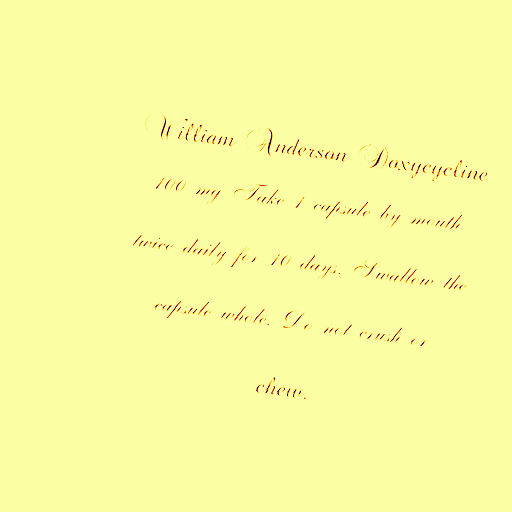 William Anderson Doxycycline
100 mg Take 1 capsule by mouth
twice daily for 10 days. Swallow the
capsule whole. Do not crush or
chew.